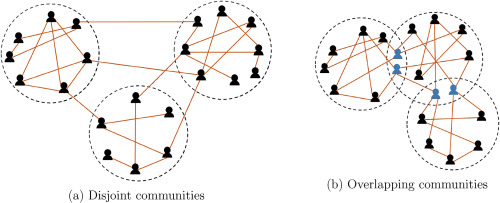 (a) Disjoint communities
(b) Overlapping communities